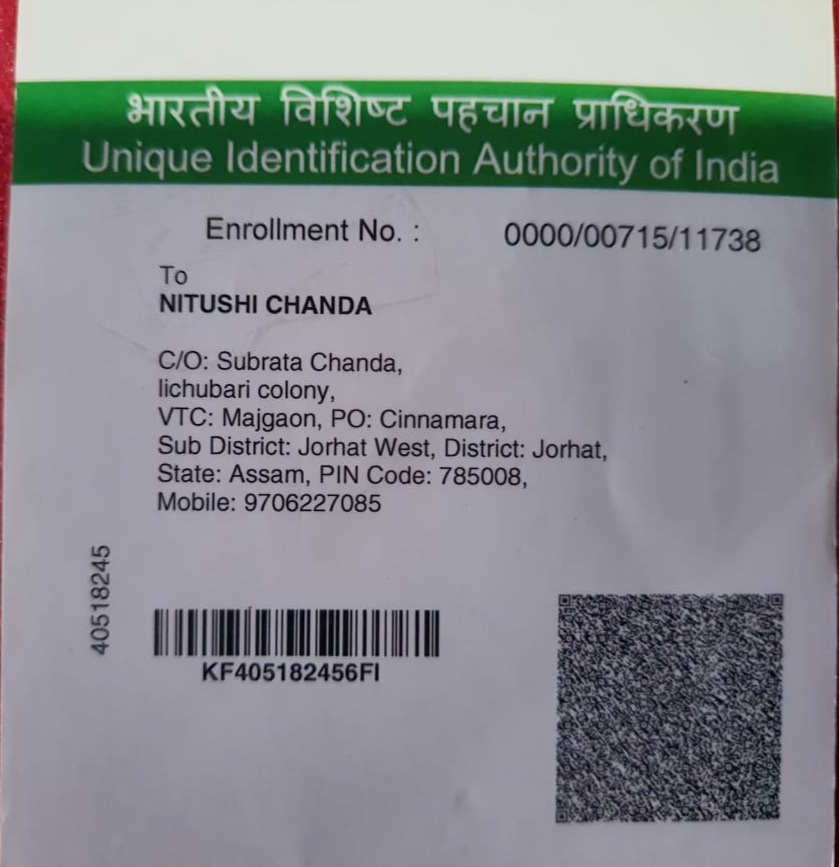 भारतीय विशिष्ट पहचान प्राधिकरण
Unique Identification Authority of India
Enrollment No. : 0000/00715/11738
To
NITUSHI CHANDA
C/O: Subrata Chanda,
lichubari colony,
VTC: Majgaon, PO: Cinnamara,
Sub District: Jorhat West, District: Jorhat,
State: Assam, PIN Code: 785008,
Mobile: 9706227085
40518245
KF405182456FI